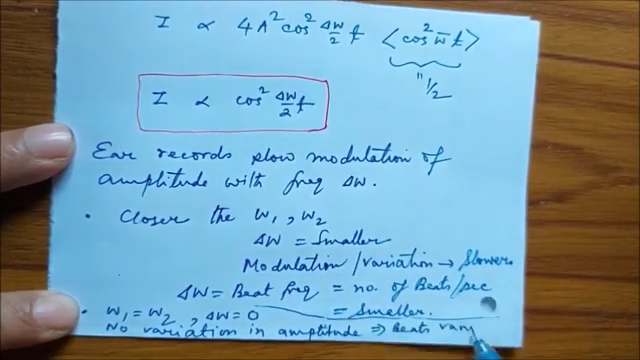 I ∝ 4A² cos² Δw/2 t ⟨cos² w̄ t⟩
" 1/2
I ∝ cos² Δw/2 t
Ear records slow modulation of
amplitude with freq Δw.
• Closer the w₁, w₂
Δw = Smaller
Modulation/variation → Slower
Δw = Beat freq = no. of Beats/sec
= Smaller.
• w₁ = w₂, Δw = 0
No variation in amplitude ⇒ Beats